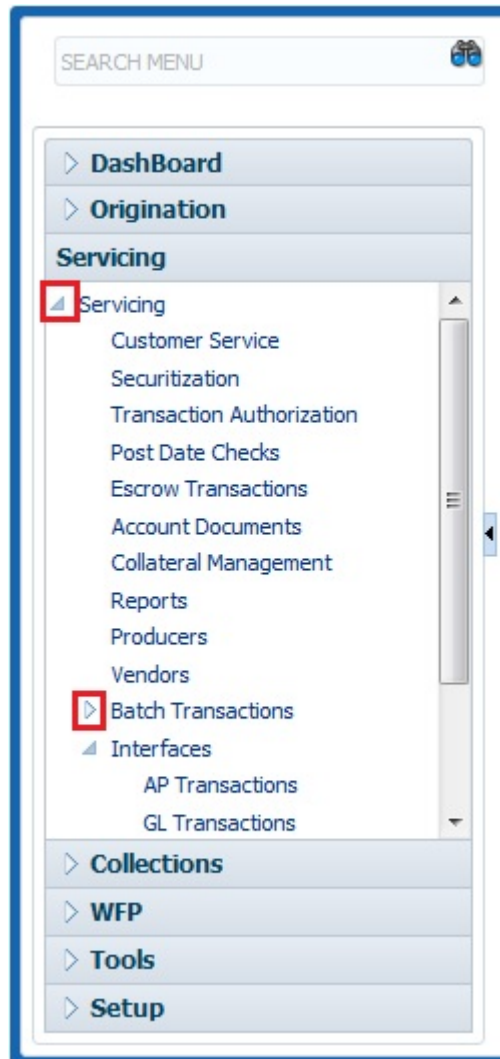 SEARCH MENU
DashBoard
Origination
Servicing
Servicing
Customer Service
Securitization
Transaction Authorization
Post Date Checks
Escrow Transactions
Account Documents
Collateral Management
Reports
Producers
Vendors
Batch Transactions
Interfaces
AP Transactions
GL Transactions
Collections
WFP
Tools
Setup